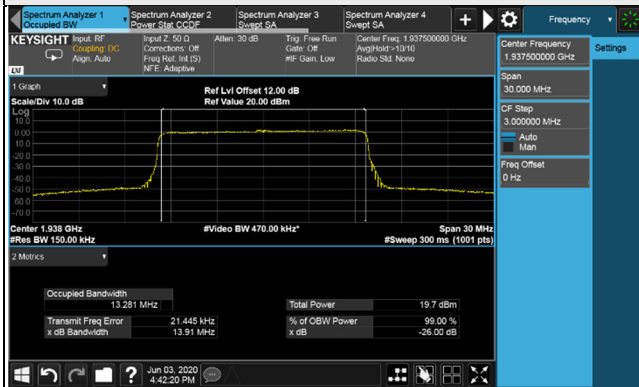 Spectrum Analyzer 1
Occupied BW
Spectrum Analyzer 2
Power Stat CCDF
Spectrum Analyzer 3
Swept SA
Spectrum Analyzer 4
Swept SA
+
Frequency
KEYSIGHT
Input: RF
Coupling: DC
Align: Auto
Input Z: 50 Ω
Corrections: Off
Freq Ref: Int (S)
NFE: Adaptive
Atten: 30 dB
Trig: Free Run
Gate: Off
#IF Gain: Low
Center Freq: 1.937500000 GHz
Avg|Hold:>10/10
Radio Std: None
LXI
Center Frequency
1.937500000 GHz
Settings
Span
30.000 MHz
CF Step
3.000000 MHz
Auto
Man
Freq Offset
0 Hz
1 Graph
Scale/Div 10.0 dB
Ref Lvl Offset 12.00 dB
Ref Value 20.00 dBm
Log
10.0
0.00
-10.0
-20.0
-30.0
-40.0
-50.0
-60.0
-70.0
Center 1.938 GHz
#Res BW 150.00 kHz
#Video BW 470.00 kHz*
Span 30 MHz
#Sweep 300 ms (1001 pts)
2 Metrics
Occupied Bandwidth
13.281 MHz
Total Power 19.7 dBm
Transmit Freq Error 21.445 kHz
% of OBW Power 99.00 %
x dB Bandwidth 13.91 MHz
x dB -26.00 dB
?
Jun 03, 2020
4:42:20 PM